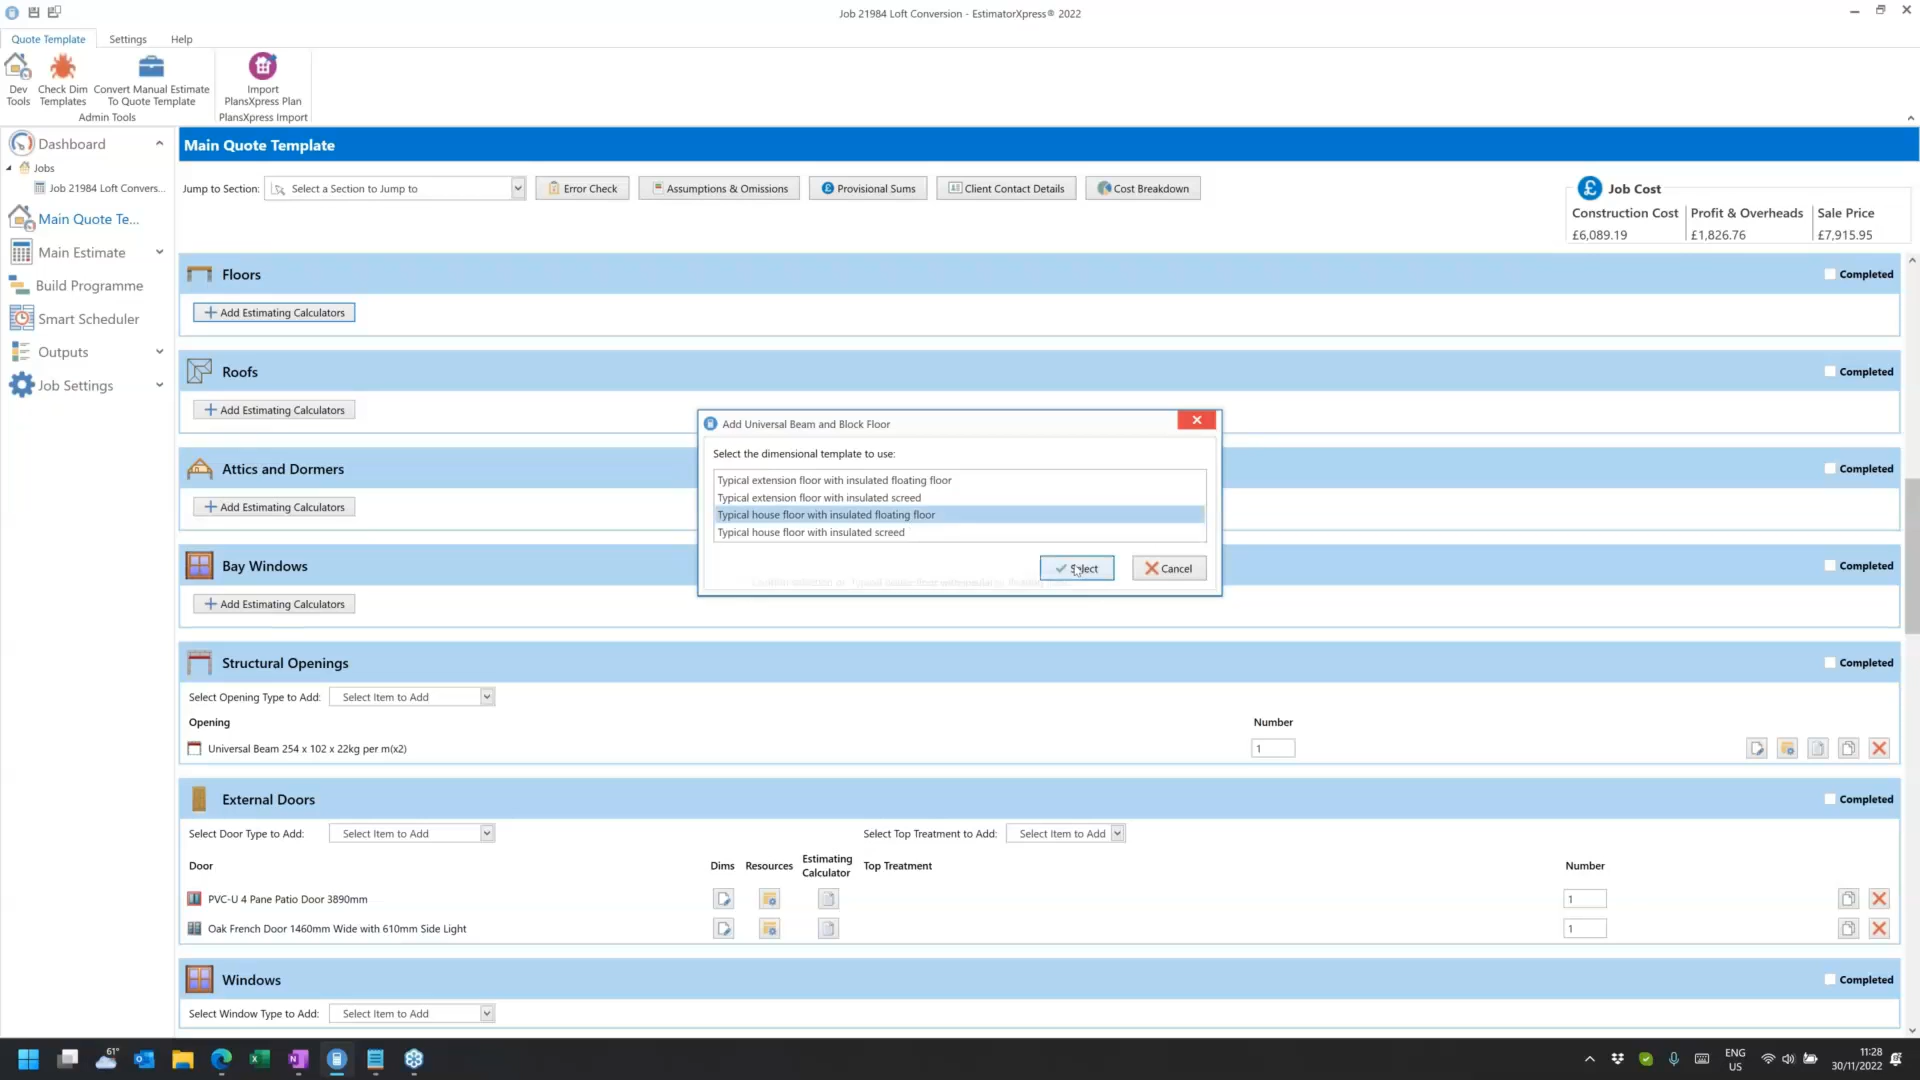 Job 21984 Loft Conversion - EstimatorXpress® 2022
Quote Template
Settings
Help
Dev Tools
Check Dim Templates
Convert Manual Estimate To Quote Template
Import PlansXpress Plan
Admin Tools
PlansXpress Import
Dashboard
Jobs
Job 21984 Loft Convers...
Main Quote Te...
Main Estimate
Build Programme
Smart Scheduler
Outputs
Job Settings
Main Quote Template
Jump to Section:
Select a Section to Jump to
Error Check
Assumptions & Omissions
Provisional Sums
Client Contact Details
Cost Breakdown
Job Cost
Construction Cost
Profit & Overheads
Sale Price
£6,089.19
£1,826.76
£7,915.95
Floors
Completed
Add Estimating Calculators
Roofs
Completed
Add Estimating Calculators
Attics and Dormers
Completed
Add Estimating Calculators
Bay Windows
Completed
Add Estimating Calculators
Add Universal Beam and Block Floor
Select the dimensional template to use:
Typical extension floor with insulated floating floor
Typical extension floor with insulated screed
Typical house floor with insulated floating floor
Typical house floor with insulated screed
Select
Cancel
Structural Openings
Completed
Select Opening Type to Add:
Select Item to Add
Opening
Number
Universal Beam 254 x 102 x 22kg per m(x2)
1
External Doors
Completed
Select Door Type to Add:
Select Item to Add
Select Top Treatment to Add:
Select Item to Add
Door
Dims
Resources
Estimating Calculator
Top Treatment
Number
PVC-U 4 Pane Patio Door 3890mm
1
Oak French Door 1460mm Wide with 610mm Side Light
1
Windows
Completed
Select Window Type to Add:
Select Item to Add
61°
ENG
US
11:28
30/11/2022